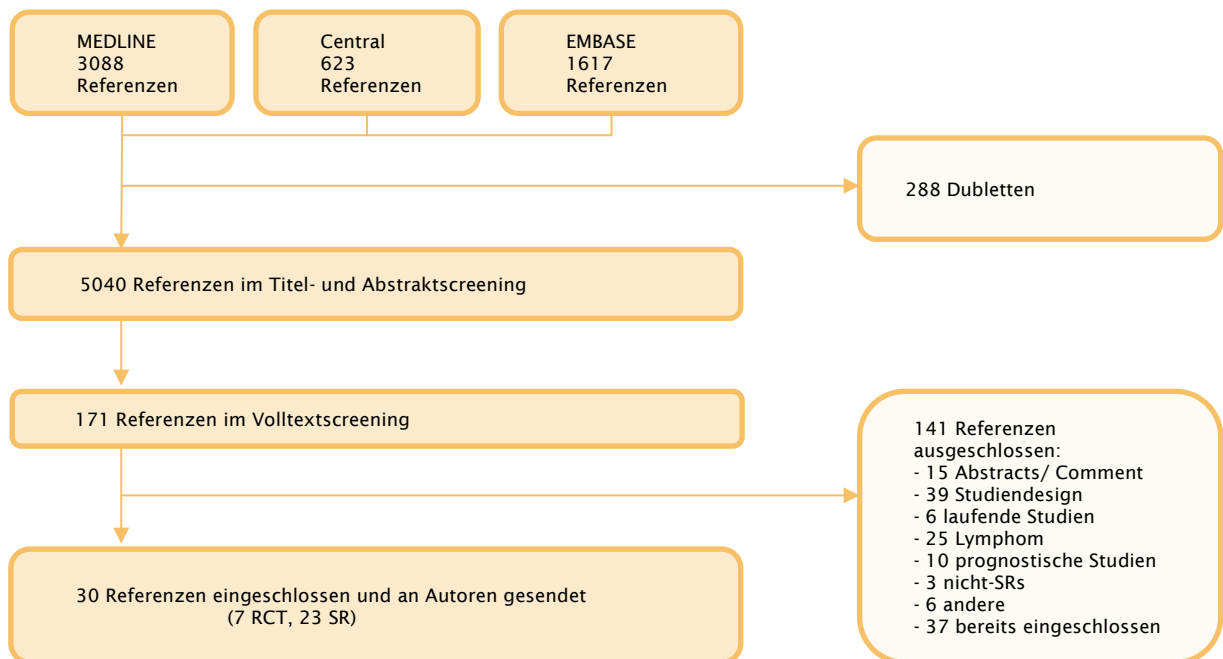 MEDLINE
3088
Referenzen
Central
623
Referenzen
EMBASE
1617
Referenzen
288 Dubletten
5040 Referenzen im Titel- und Abstraktscreening
171 Referenzen im Volltextscreening
141 Referenzen
ausgeschlossen:
- 15 Abstracts/ Comment
- 39 Studiendesign
- 6 laufende Studien
- 25 Lymphom
- 10 prognostische Studien
- 3 nicht-SRs
- 6 andere
- 37 bereits eingeschlossen
30 Referenzen eingeschlossen und an Autoren gesendet
(7 RCT, 23 SR)